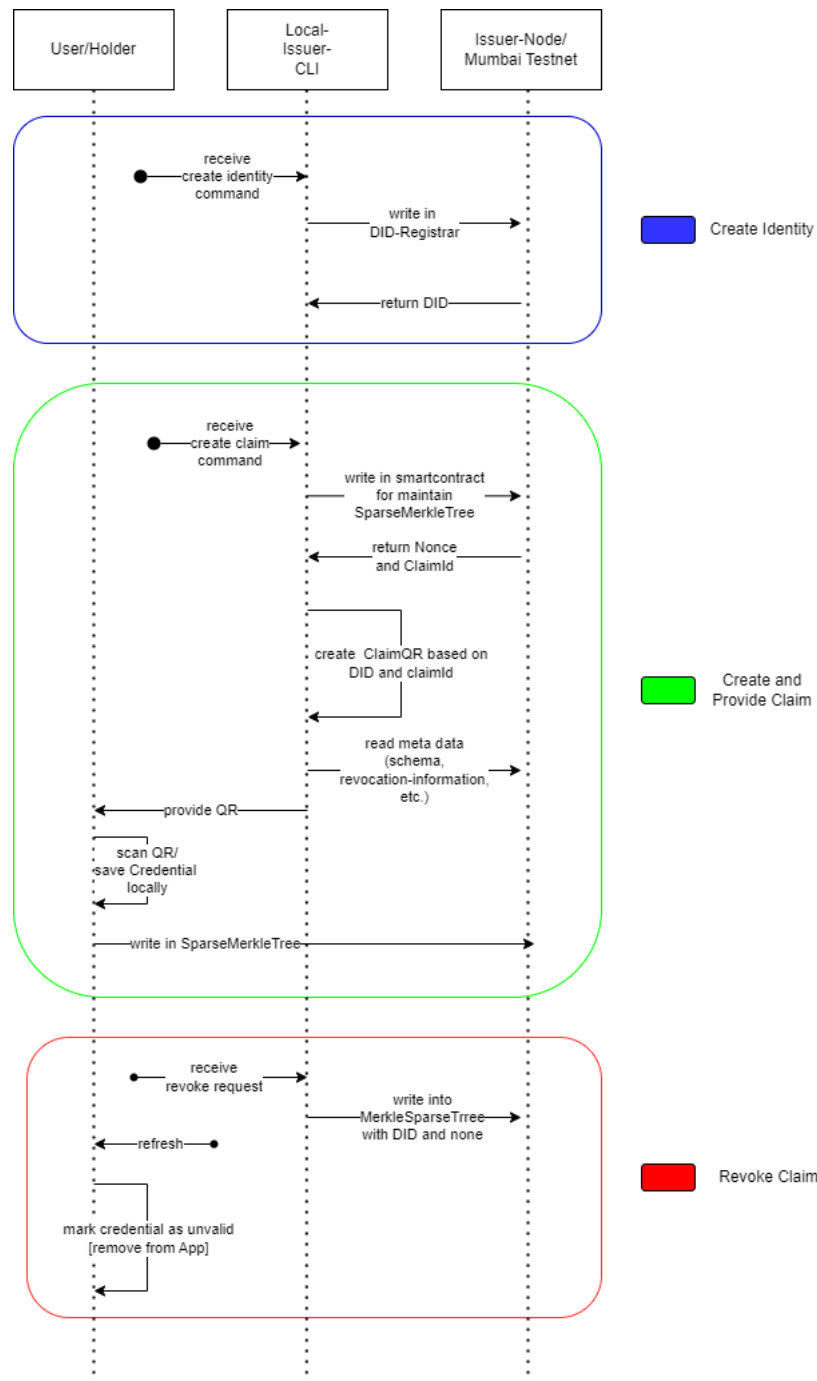 User/Holder
Local-
Issuer-
CLI
Issuer-Node/
Mumbai Testnet
receive
create identity
command
write in
DID-Registrar
return DID
Create Identity
receive
create claim
command
write in smartcontract
for maintain
SparseMerkleTree
return Nonce
and ClaimId
create ClaimQR based on
DID and claimId
Create and
Provide Claim
read meta data
(schema,
revocation-information,
etc.)
provide QR
scan QR/
save Credential
locally
write in SparseMerkleTree
receive
revoke request
write into
MerkleSparseTrree
with DID and none
refresh
Revoke Claim
mark credential as unvalid
[remove from App]